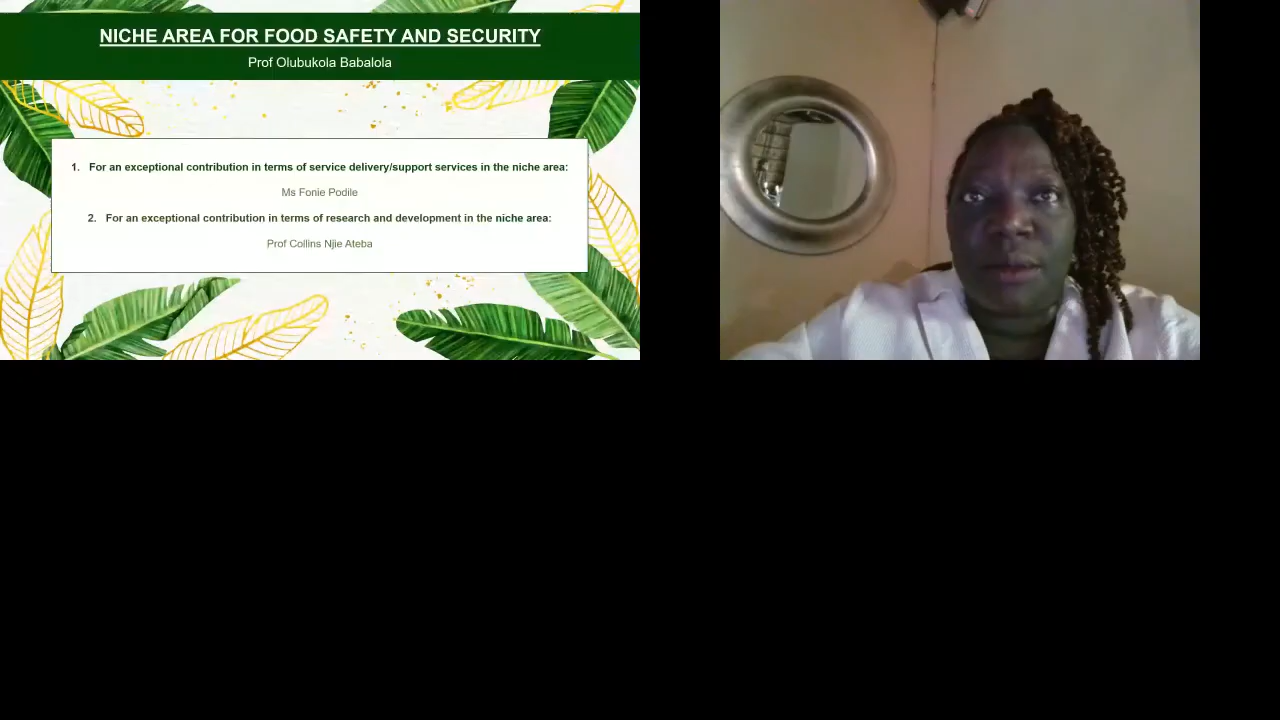 NICHE AREA FOR FOOD SAFETY AND SECURITY
Prof Olubukola Babalola
1. For an exceptional contribution in terms of service delivery/support services in the niche area:
Ms Fonie Podile
2. For an exceptional contribution in terms of research and development in the niche area:
Prof Collins Njie Ateba